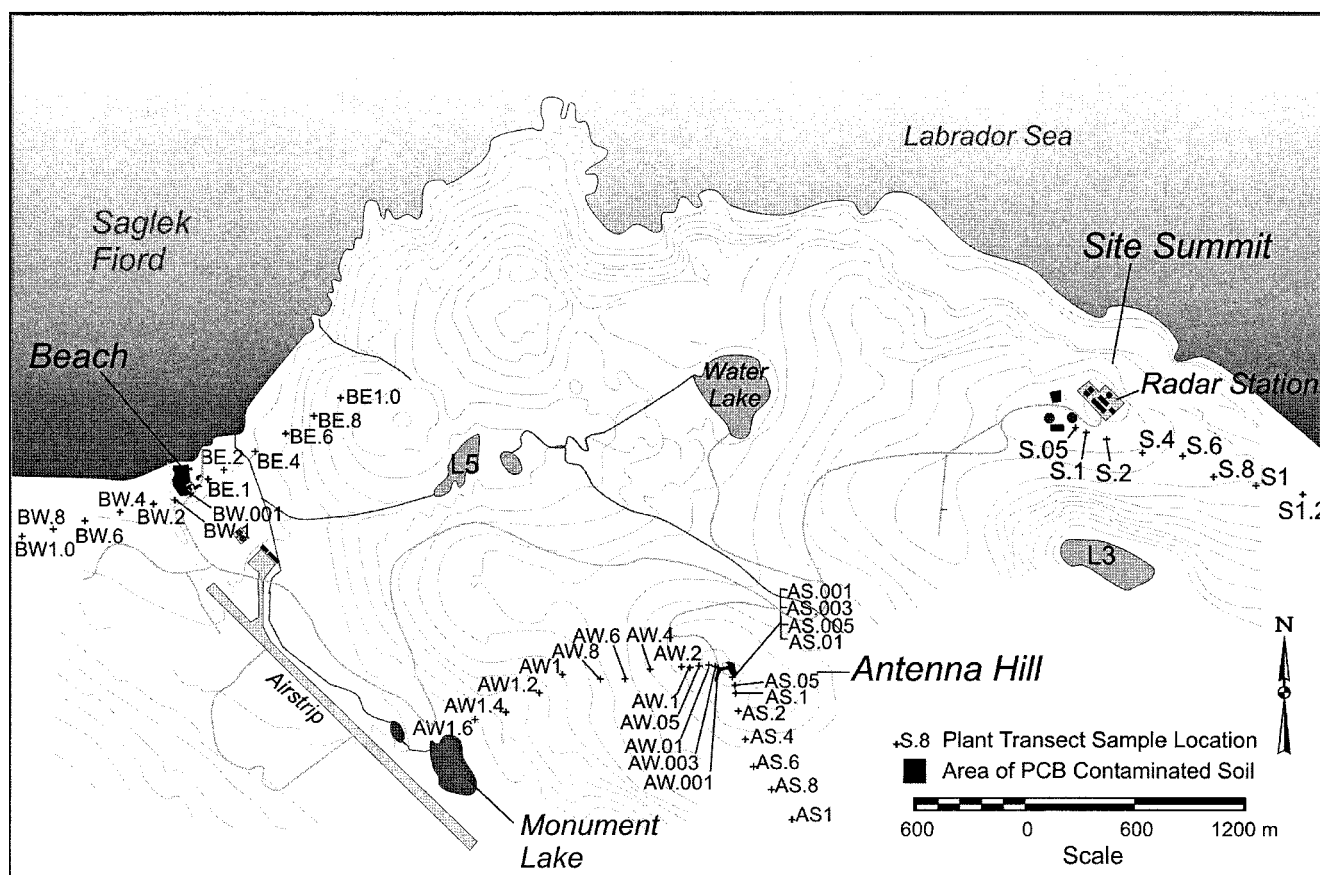 Labrador Sea
Saglek
Fiord
Site Summit
Beach
Radar Station
Water
Lake
BE1.0
BE.8
BE.6
BE.4
BE.2
BE.1
L5
S.05
S.1
S.2
S.4
S.6
S.8
S1
S1.2
BW.001
BW.1
BW.2
BW.4
BW.6
BW.8
BW1.0
L3
AS.001
AS.003
AS.005
AS.01
AW.6
AW.4
AW.8
AW.2
AW1
AW1.2
AW1.4
AW1.6
AW.1
AW.05
AW.01
AW.003
AW.001
Antenna Hill
AS.05
AS.1
AS.2
AS.4
AS.6
AS.8
AS1
Airstrip
Monument
Lake
N
S.8 Plant Transect Sample Location
Area of PCB Contaminated Soil
600 0 600 1200 m
Scale